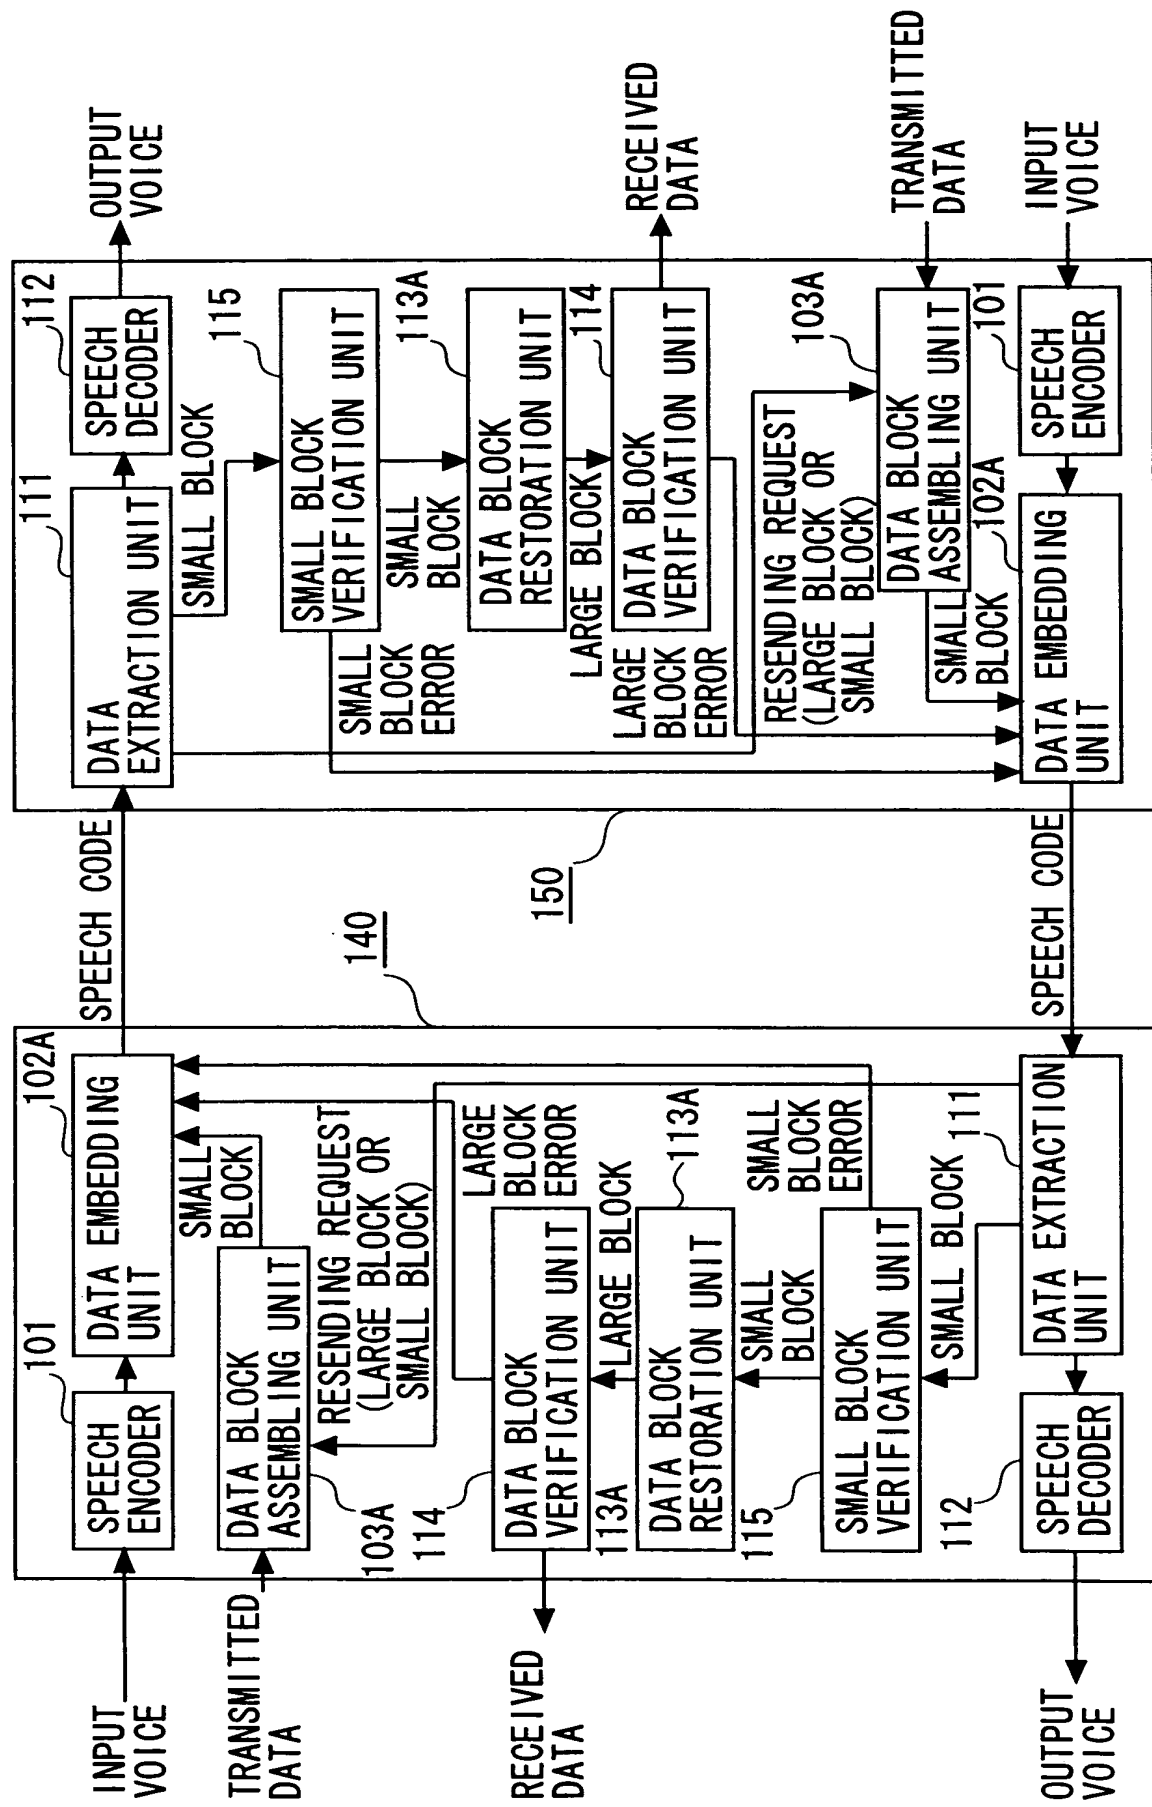 INPUT
VOICE
101
SPEECH
ENCODER
102A
DATA EMBEDDING
UNIT
SPEECH CODE
111
DATA
EXTRACTION UNIT
112
SPEECH
DECODER
OUTPUT
VOICE
TRANSMITTED
DATA
DATA BLOCK
ASSEMBLING UNIT
103A
SMALL
BLOCK
RESENDING REQUEST
(LARGE BLOCK OR
SMALL BLOCK)
114
LARGE
BLOCK
ERROR
DATA BLOCK
VERIFICATION UNIT
RECEIVED
DATA
113A
LARGE BLOCK
DATA BLOCK
RESTORATION UNIT
113A
SMALL
BLOCK
SMALL
BLOCK
ERROR
115
SMALL BLOCK
VERIFICATION UNIT
SMALL BLOCK
111
DATA EXTRACTION
UNIT
112
SPEECH
DECODER
OUTPUT
VOICE
140
150
SMALL BLOCK
115
SMALL BLOCK
VERIFICATION UNIT
SMALL
BLOCK
ERROR
SMALL
BLOCK
113A
DATA BLOCK
RESTORATION UNIT
LARGE BLOCK
114
DATA BLOCK
VERIFICATION UNIT
RECEIVED
DATA
LARGE
BLOCK
ERROR
RESENDING REQUEST
(LARGE BLOCK OR
SMALL BLOCK)
103A
DATA BLOCK
ASSEMBLING UNIT
TRANSMITTED
DATA
SMALL
BLOCK
102A
DATA EMBEDDING
UNIT
101
SPEECH
ENCODER
INPUT
VOICE
SPEECH CODE